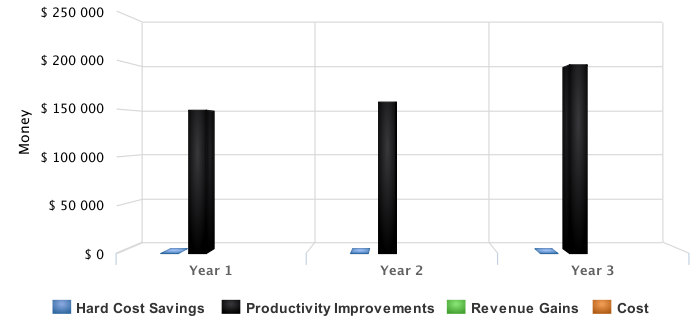 $ 250 000
$ 200 000
$ 150 000
$ 100 000
$ 50 000
$ 0
Money
Year 1 Year 2 Year 3
Hard Cost Savings Productivity Improvements Revenue Gains Cost